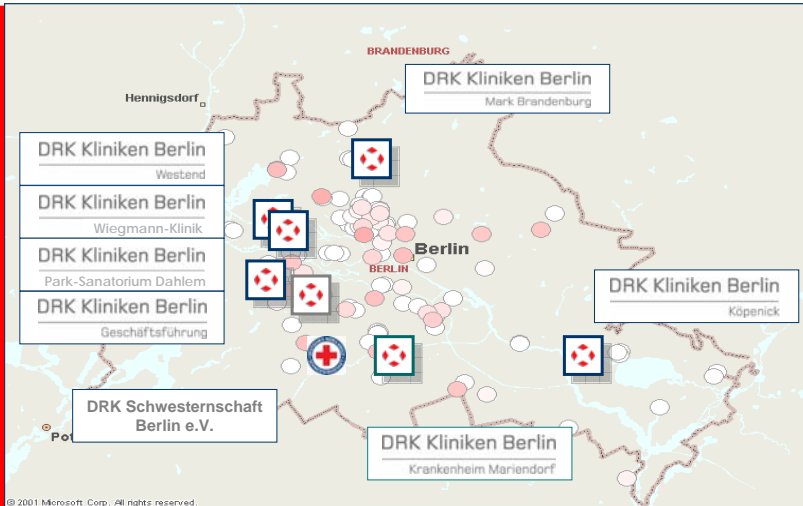 BRANDENBURG
DRK Kliniken Berlin
Mark Brandenburg
Hennigsdorf
DRK Kliniken Berlin
Westend
DRK Kliniken Berlin
Wiegmann-Klinik
DRK Kliniken Berlin
Park-Sanatorium Dahlem
DRK Kliniken Berlin
Geschäftsführung
Berlin
BERLIN
DRK Kliniken Berlin
Köpenick
DRK Schwesternschaft
Berlin e.V.
Pot
DRK Kliniken Berlin
Krankenheim Mariendorf
© 2001 Microsoft Corp. All rights reserved.